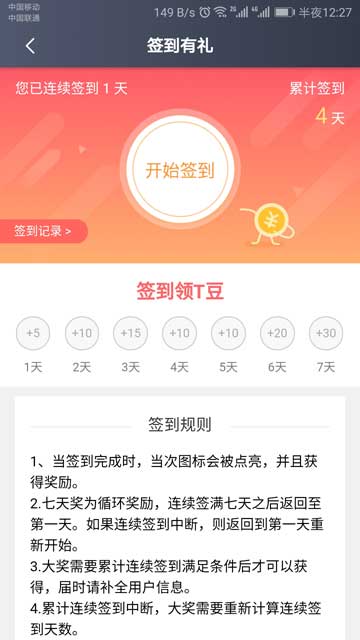 中国移动
中国联通
149 B/s 2G 4G 半夜12:27
签到有礼
您已连续签到 1 天
累计签到
4 天
开始签到
¥
签到记录 >
签到领T豆
+5 +10 +15 +10 +10 +20 +30
1天 2天 3天 4天 5天 6天 7天
签到规则
1、当签到完成时，当次图标会被点亮，并且获
得奖励。
2.七天奖为循环奖励，连续签满七天之后返回至
第一天。如果连续签到中断，则返回到第一天重
新开始。
3.大奖需要累计连续签到满足条件后才可以获
得，届时请补全用户信息。
4.累计连续签到中断，大奖需要重新计算连续签
到天数。